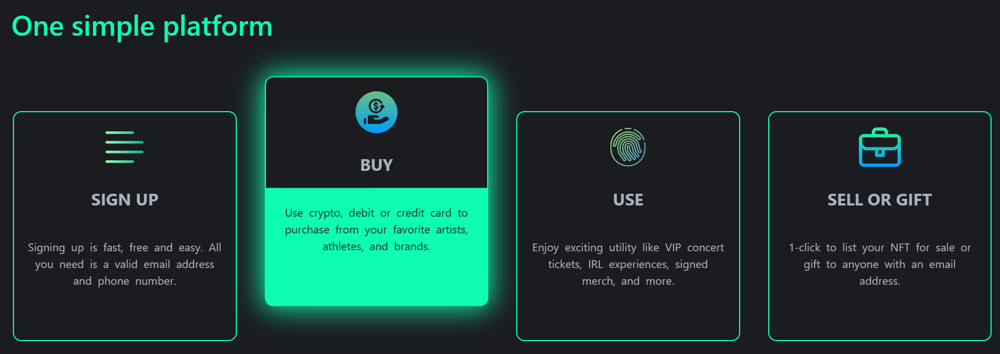 One simple platform
SIGN UP
Signing up is fast, free and easy. All
you need is a valid email address
and phone number.
BUY
Use crypto, debit or credit card to
purchase from your favorite artists,
athletes, and brands.
USE
Enjoy exciting utility like VIP concert
tickets, IRL experiences, signed
merch, and more.
SELL OR GIFT
1-click to list your NFT for sale or
gift to anyone with an email
address.